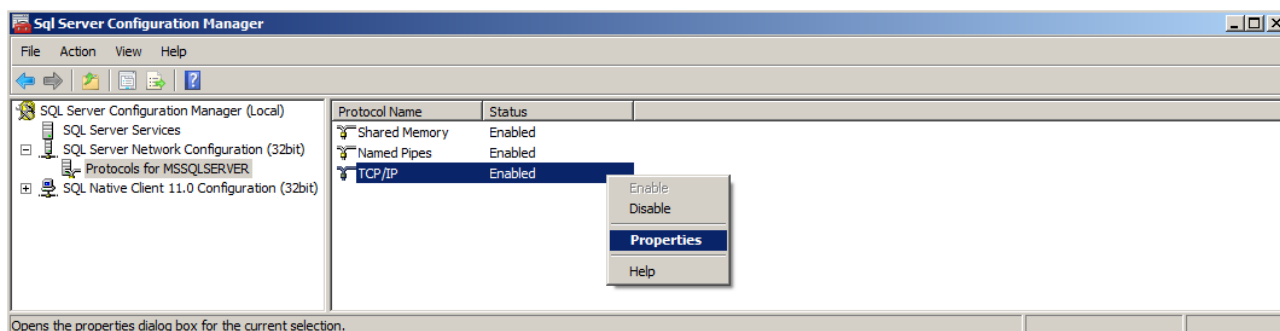 Sql Server Configuration Manager
File Action View Help
SQL Server Configuration Manager (Local)
SQL Server Services
SQL Server Network Configuration (32bit)
Protocols for MSSQLSERVER
SQL Native Client 11.0 Configuration (32bit)
Protocol Name Status
Shared Memory Enabled
Named Pipes Enabled
TCP/IP Enabled
Enable
Disable
Properties
Help
Opens the properties dialog box for the current selection.